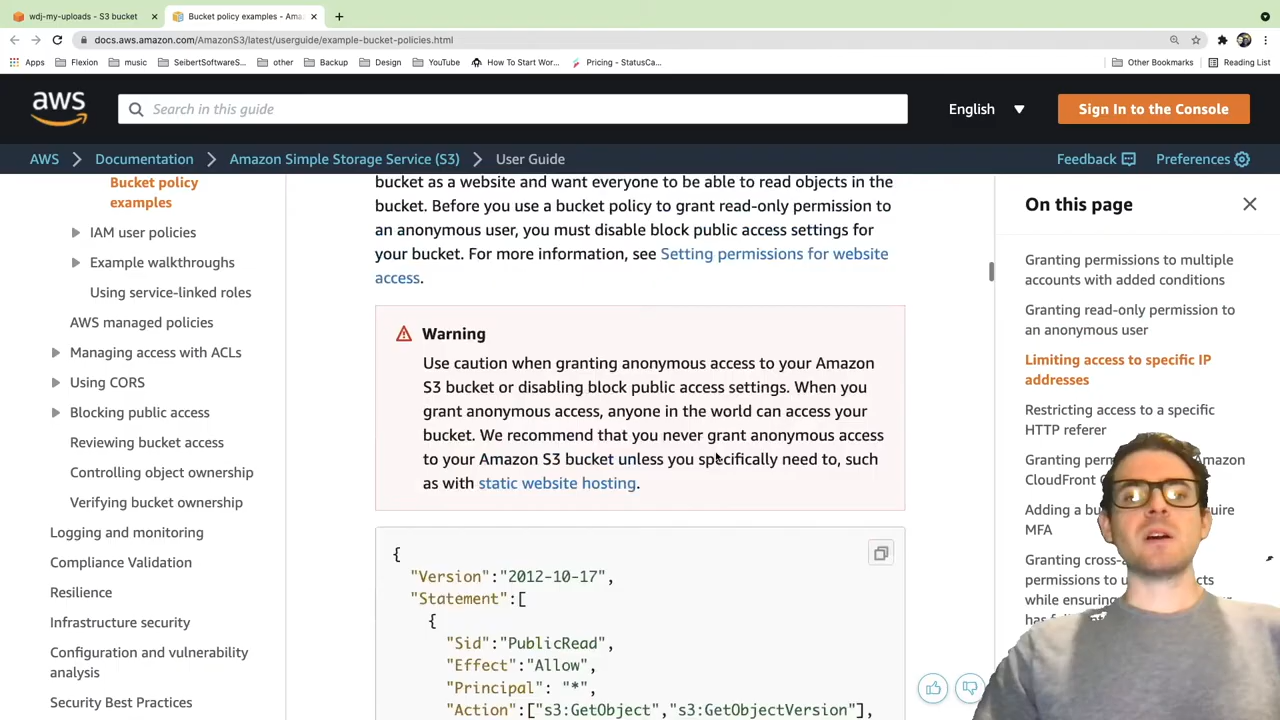 wdj-my-uploads - S3 bucket
Bucket policy examples - Ama
docs.aws.amazon.com/AmazonS3/latest/userguide/example-bucket-policies.html
Apps
Flexion
music
SeibertSoftwareS...
other
Backup
Design
YouTube
How To Start Wor...
Pricing - StatusCa...
Other Bookmarks
Reading List
aws
Search in this guide
English
Sign In to the Console
AWS
Documentation
Amazon Simple Storage Service (S3)
User Guide
Feedback
Preferences
Bucket policy
examples
IAM user policies
Example walkthroughs
Using service-linked roles
AWS managed policies
Managing access with ACLs
Using CORS
Blocking public access
Reviewing bucket access
Controlling object ownership
Verifying bucket ownership
Logging and monitoring
Compliance Validation
Resilience
Infrastructure security
Configuration and vulnerability
analysis
Security Best Practices
bucket as a website and want everyone to be able to read objects in the
bucket. Before you use a bucket policy to grant read-only permission to
an anonymous user, you must disable block public access settings for
your bucket. For more information, see Setting permissions for website
access.
Warning
Use caution when granting anonymous access to your Amazon
S3 bucket or disabling block public access settings. When you
grant anonymous access, anyone in the world can access your
bucket. We recommend that you never grant anonymous access
to your Amazon S3 bucket unless you specifically need to, such
as with static website hosting.
{
"Version":"2012-10-17",
"Statement":[
{
"Sid":"PublicRead",
"Effect":"Allow",
"Principal": "*",
"Action":["s3:GetObject","s3:GetObjectVersion"],
On this page
Granting permissions to multiple
accounts with added conditions
Granting read-only permission to
an anonymous user
Limiting access to specific IP
addresses
Restricting access to a specific
HTTP referer
Granting Amazon
CloudFront
Adding a
MFA
Granting
permissions to
while ensuring
has